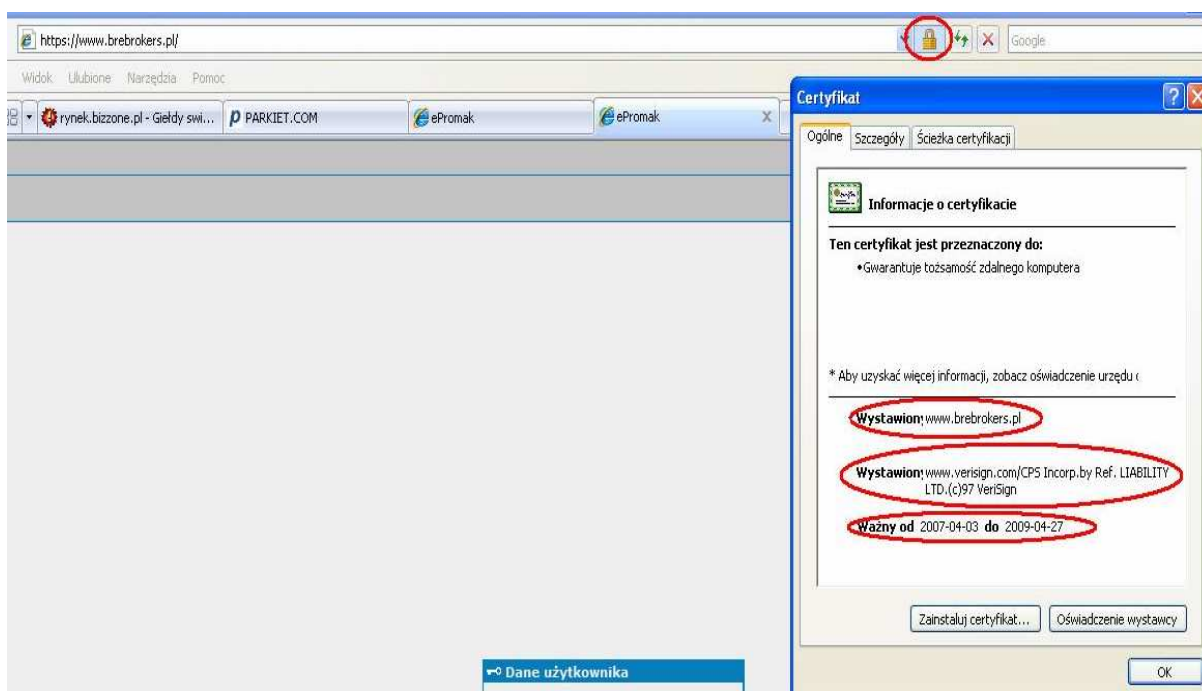 https://www.brebrokers.pl/
Google
Widok Ulubione Narzędzia Pomoc
rynek.bizzone.pl - Giełdy swi...
PARKIET.COM
ePromak
ePromak
X
Certyfikat
Ogólne Szczegóły Ścieżka certyfikacji
Informacje o certyfikacie
Ten certyfikat jest przeznaczony do:
•Gwarantuje tożsamość zdalnego komputera
* Aby uzyskać więcej informacji, zobacz oświadczenie urzędu c
Wystawiony www.brebrokers.pl
Wystawiony www.verisign.com/CPS Incorp.by Ref. LIABILITY
LTD.(c)97 VeriSign
Ważny od 2007-04-03 do 2009-04-27
Zainstaluj certyfikat... Oświadczenie wystawcy
OK
Dane użytkownika